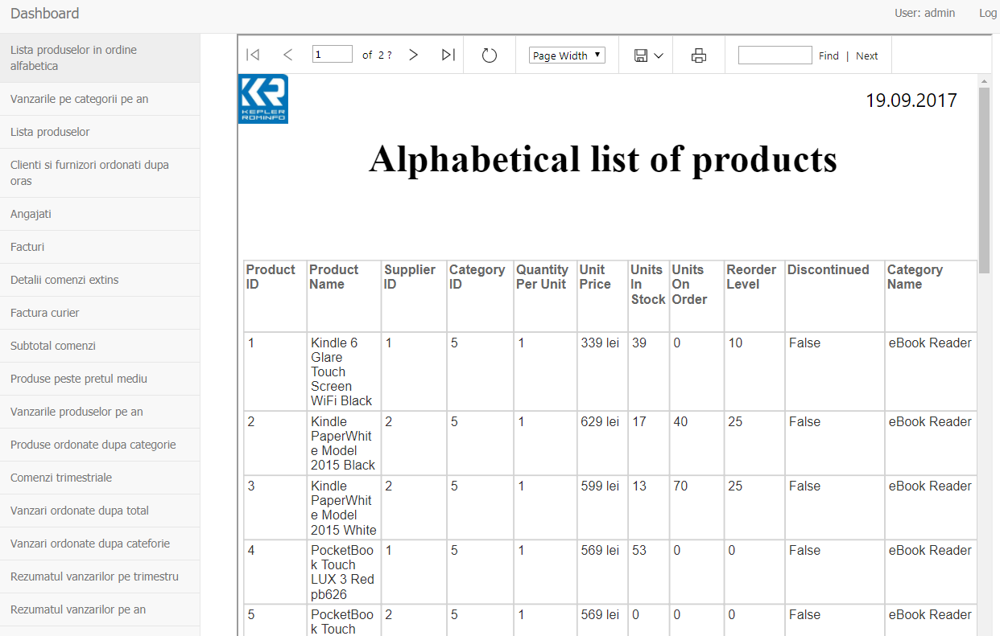 Dashboard
User: admin
Log
Lista produselor in ordine
alfabetica
Vanzarile pe categorii pe an
Lista produselor
Clienti si furnizori ordonati dupa
oras
Angajati
Facturi
Detalii comenzi extins
Factura curier
Subtotal comenzi
Produse peste pretul mediu
Vanzarile produselor pe an
Produse ordonate dupa categorie
Comenzi trimestriale
Vanzari ordonate dupa total
Vanzari ordonate dupa cateforie
Rezumatul vanzarilor pe trimestru
Rezumatul vanzarilor pe an
1 of 2 ? Page Width Find | Next
KR
KEPLER
ROMINFO
19.09.2017
Alphabetical list of products
Product Product Supplier Category Quantity Unit Units Units Reorder Discontinued Category
ID Name ID ID Per Unit Price In On Level Name
Stock Order
1 Kindle 6 1 5 1 339 lei 39 0 10 False eBook Reader
Glare
Touch
Screen
WiFi Black
2 Kindle 2 5 1 629 lei 17 40 25 False eBook Reader
PaperWhit
e Model
2015 Black
3 Kindle 2 5 1 599 lei 13 70 25 False eBook Reader
PaperWhit
e Model
2015 White
4 PocketBoo 1 5 1 569 lei 53 0 0 False eBook Reader
k Touch
LUX 3 Red
pb626
5 PocketBoo 2 5 1 569 lei 0 0 0 False eBook Reader
k Touch